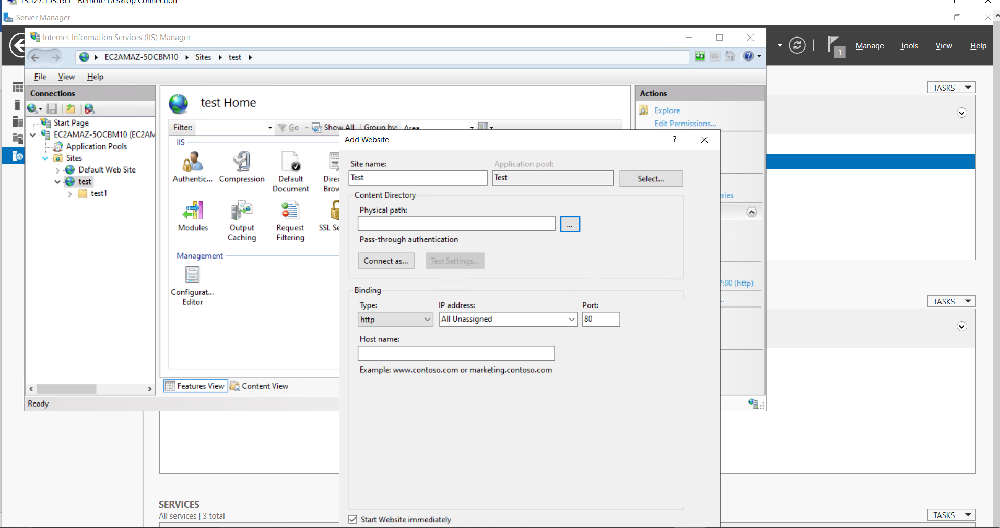 13.127.153.165 - Remote Desktop Connection
Server Manager
Internet Information Services (IIS) Manager
EC2AMAZ-5OCBM10 Sites test
Manage Tools View Help
1
File View Help
Connections
Start Page
EC2AMAZ-5OCBM10 (EC2AM
Application Pools
Sites
Default Web Site
test
test1
test Home
Filter: Go Show All Group by: Area
IIS
Authentic... Compression Default Document
Modules Output Caching Request Filtering
Management
Configurat... Editor
Features View Content View
Ready
Actions
Explore
Edit Permissions...
:80 (http)
Add Website
?
Site name: Application pool:
Test Test Select...
Content Directory
Physical path:
...
Pass-through authentication
Connect as... Test Settings...
Binding
Type: IP address: Port:
http All Unassigned 80
Host name:
Example: www.contoso.com or marketing.contoso.com
Start Website immediately
TASKS
TASKS
SERVICES
All services | 3 total
TASKS